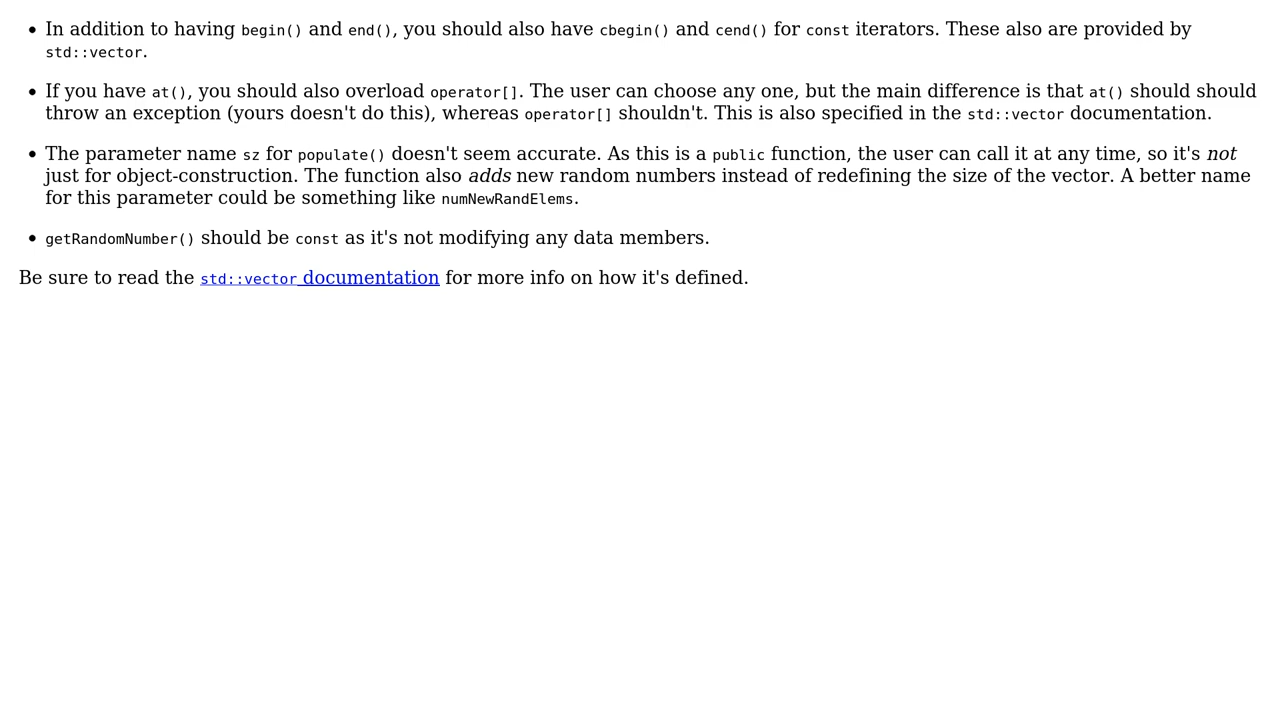 In addition to having begin() and end(), you should also have cbegin() and cend() for const iterators. These also are provided by
std::vector.
If you have at(), you should also overload operator[]. The user can choose any one, but the main difference is that at() should should
throw an exception (yours doesn't do this), whereas operator[] shouldn't. This is also specified in the std::vector documentation.
The parameter name sz for populate() doesn't seem accurate. As this is a public function, the user can call it at any time, so it's not
just for object-construction. The function also adds new random numbers instead of redefining the size of the vector. A better name
for this parameter could be something like numNewRandElems.
getRandomNumber() should be const as it's not modifying any data members.
Be sure to read the std::vector documentation for more info on how it's defined.